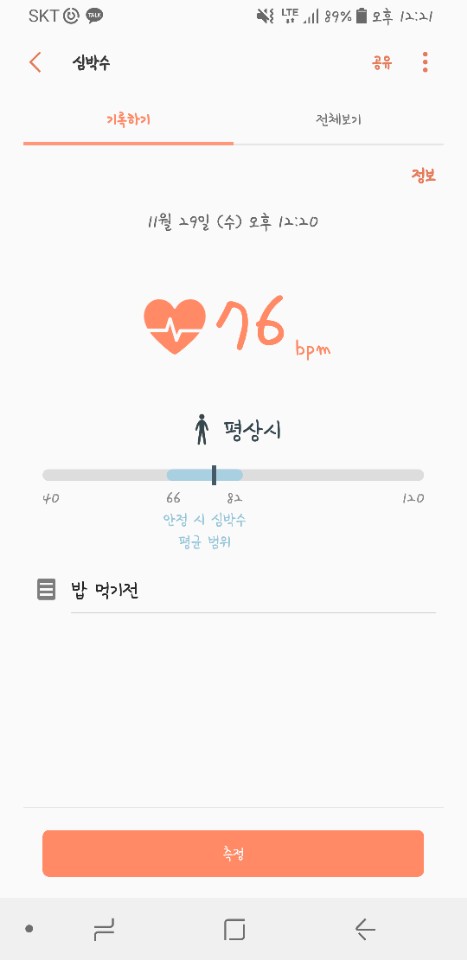 SKT TALK LTE 89% 오후 12:21
심박수 공유
기록하기 전체보기
정보
11월 29일 (수) 오후 12:20
76 bpm
평상시
40 66 82 120
안정 시 심박수
평균 범위
밥 먹기전
측정